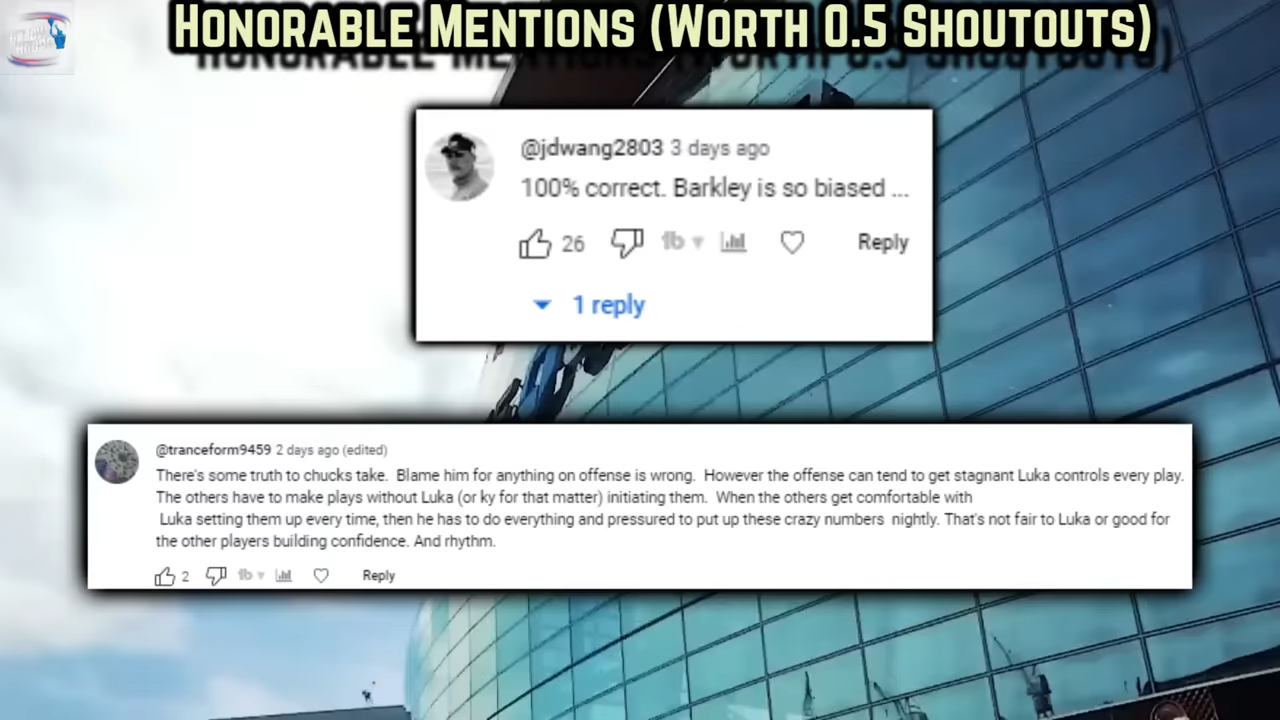 HONORABLE MENTIONS (WORTH 0.5 SHOUTOUTS)
@jdwang2803 3 days ago
100% correct. Barkley is so biased ...
26
Reply
1 reply
@tranceform9459 2 days ago (edited)
There's some truth to chucks take. Blame him for anything on offense is wrong. However the offense can tend to get stagnant Luka controls every play.
The others have to make plays without Luka (or ky for that matter) initiating them. When the others get comfortable with
Luka setting them up every time, then he has to do everything and pressured to put up these crazy numbers nightly. That's not fair to Luka or good for
the other players building confidence. And rhythm.
2
Reply